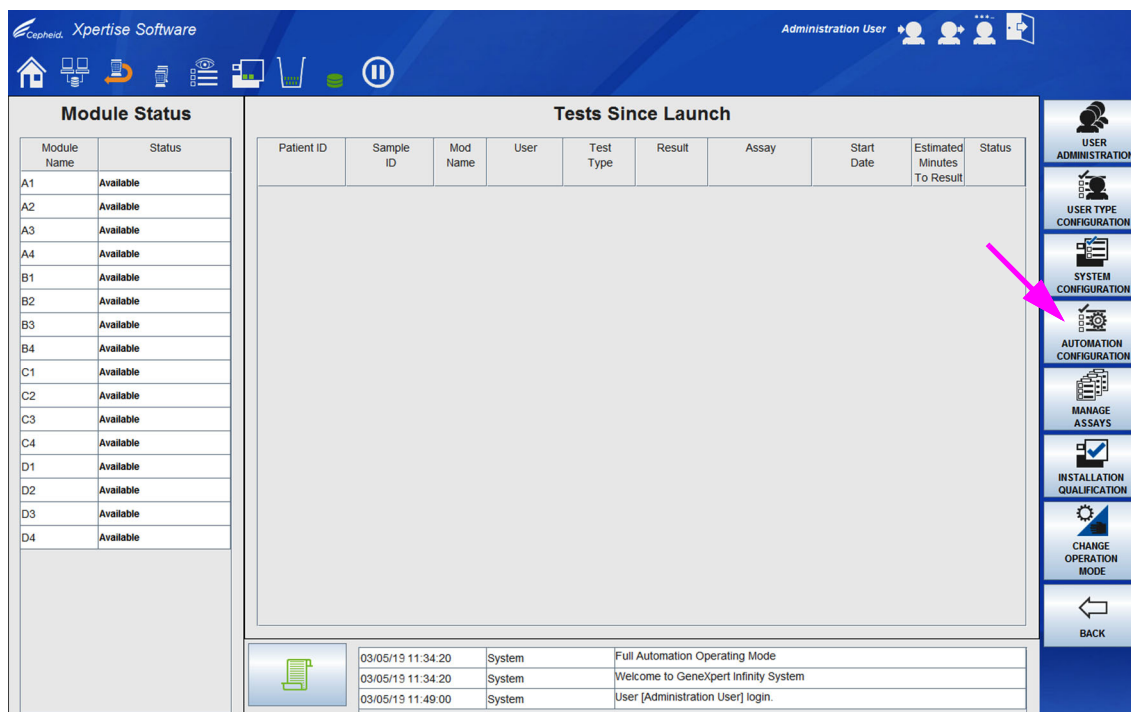 Cepheid. Xpertise Software
Administration User
Module Status
Module Name Status
A1 Available
A2 Available
A3 Available
A4 Available
B1 Available
B2 Available
B3 Available
B4 Available
C1 Available
C2 Available
C3 Available
C4 Available
D1 Available
D2 Available
D3 Available
D4 Available
Tests Since Launch
Patient ID Sample ID Mod Name User Test Type Result Assay Start Date Estimated Minutes To Result Status
03/05/19 11:34:20 System Full Automation Operating Mode
03/05/19 11:34:20 System Welcome to GeneXpert Infinity System
03/05/19 11:49:00 System User [Administration User] login.
USER
ADMINISTRATION
USER TYPE
CONFIGURATION
SYSTEM
CONFIGURATION
AUTOMATION
CONFIGURATION
MANAGE
ASSAYS
INSTALLATION
QUALIFICATION
CHANGE
OPERATION
MODE
BACK